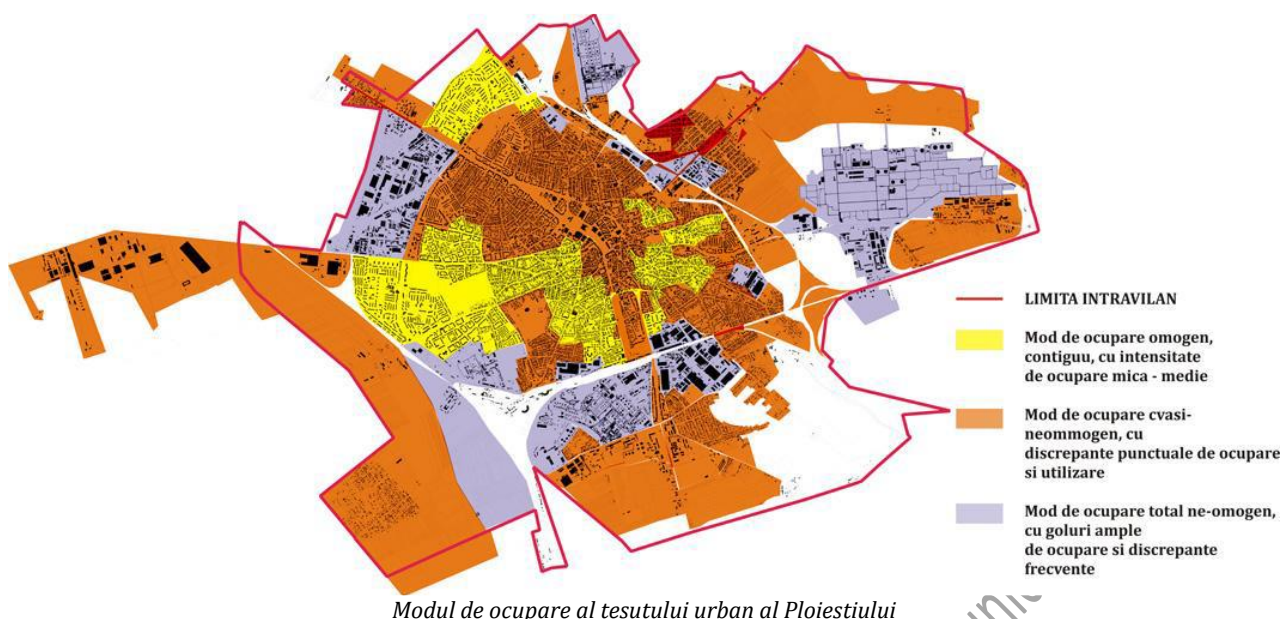 LIMITA INTRAVILAN
Mod de ocupare omogen,
contiguu, cu intensitate
de ocupare mica - medie
Mod de ocupare cvasi-
neommogen, cu
discrepante punctuale de ocupare
si utilizare
Mod de ocupare total ne-omogen,
cu goluri ample
de ocupare si discrepante
frecvente
Modul de ocupare al tesutului urban al Ploiestiului